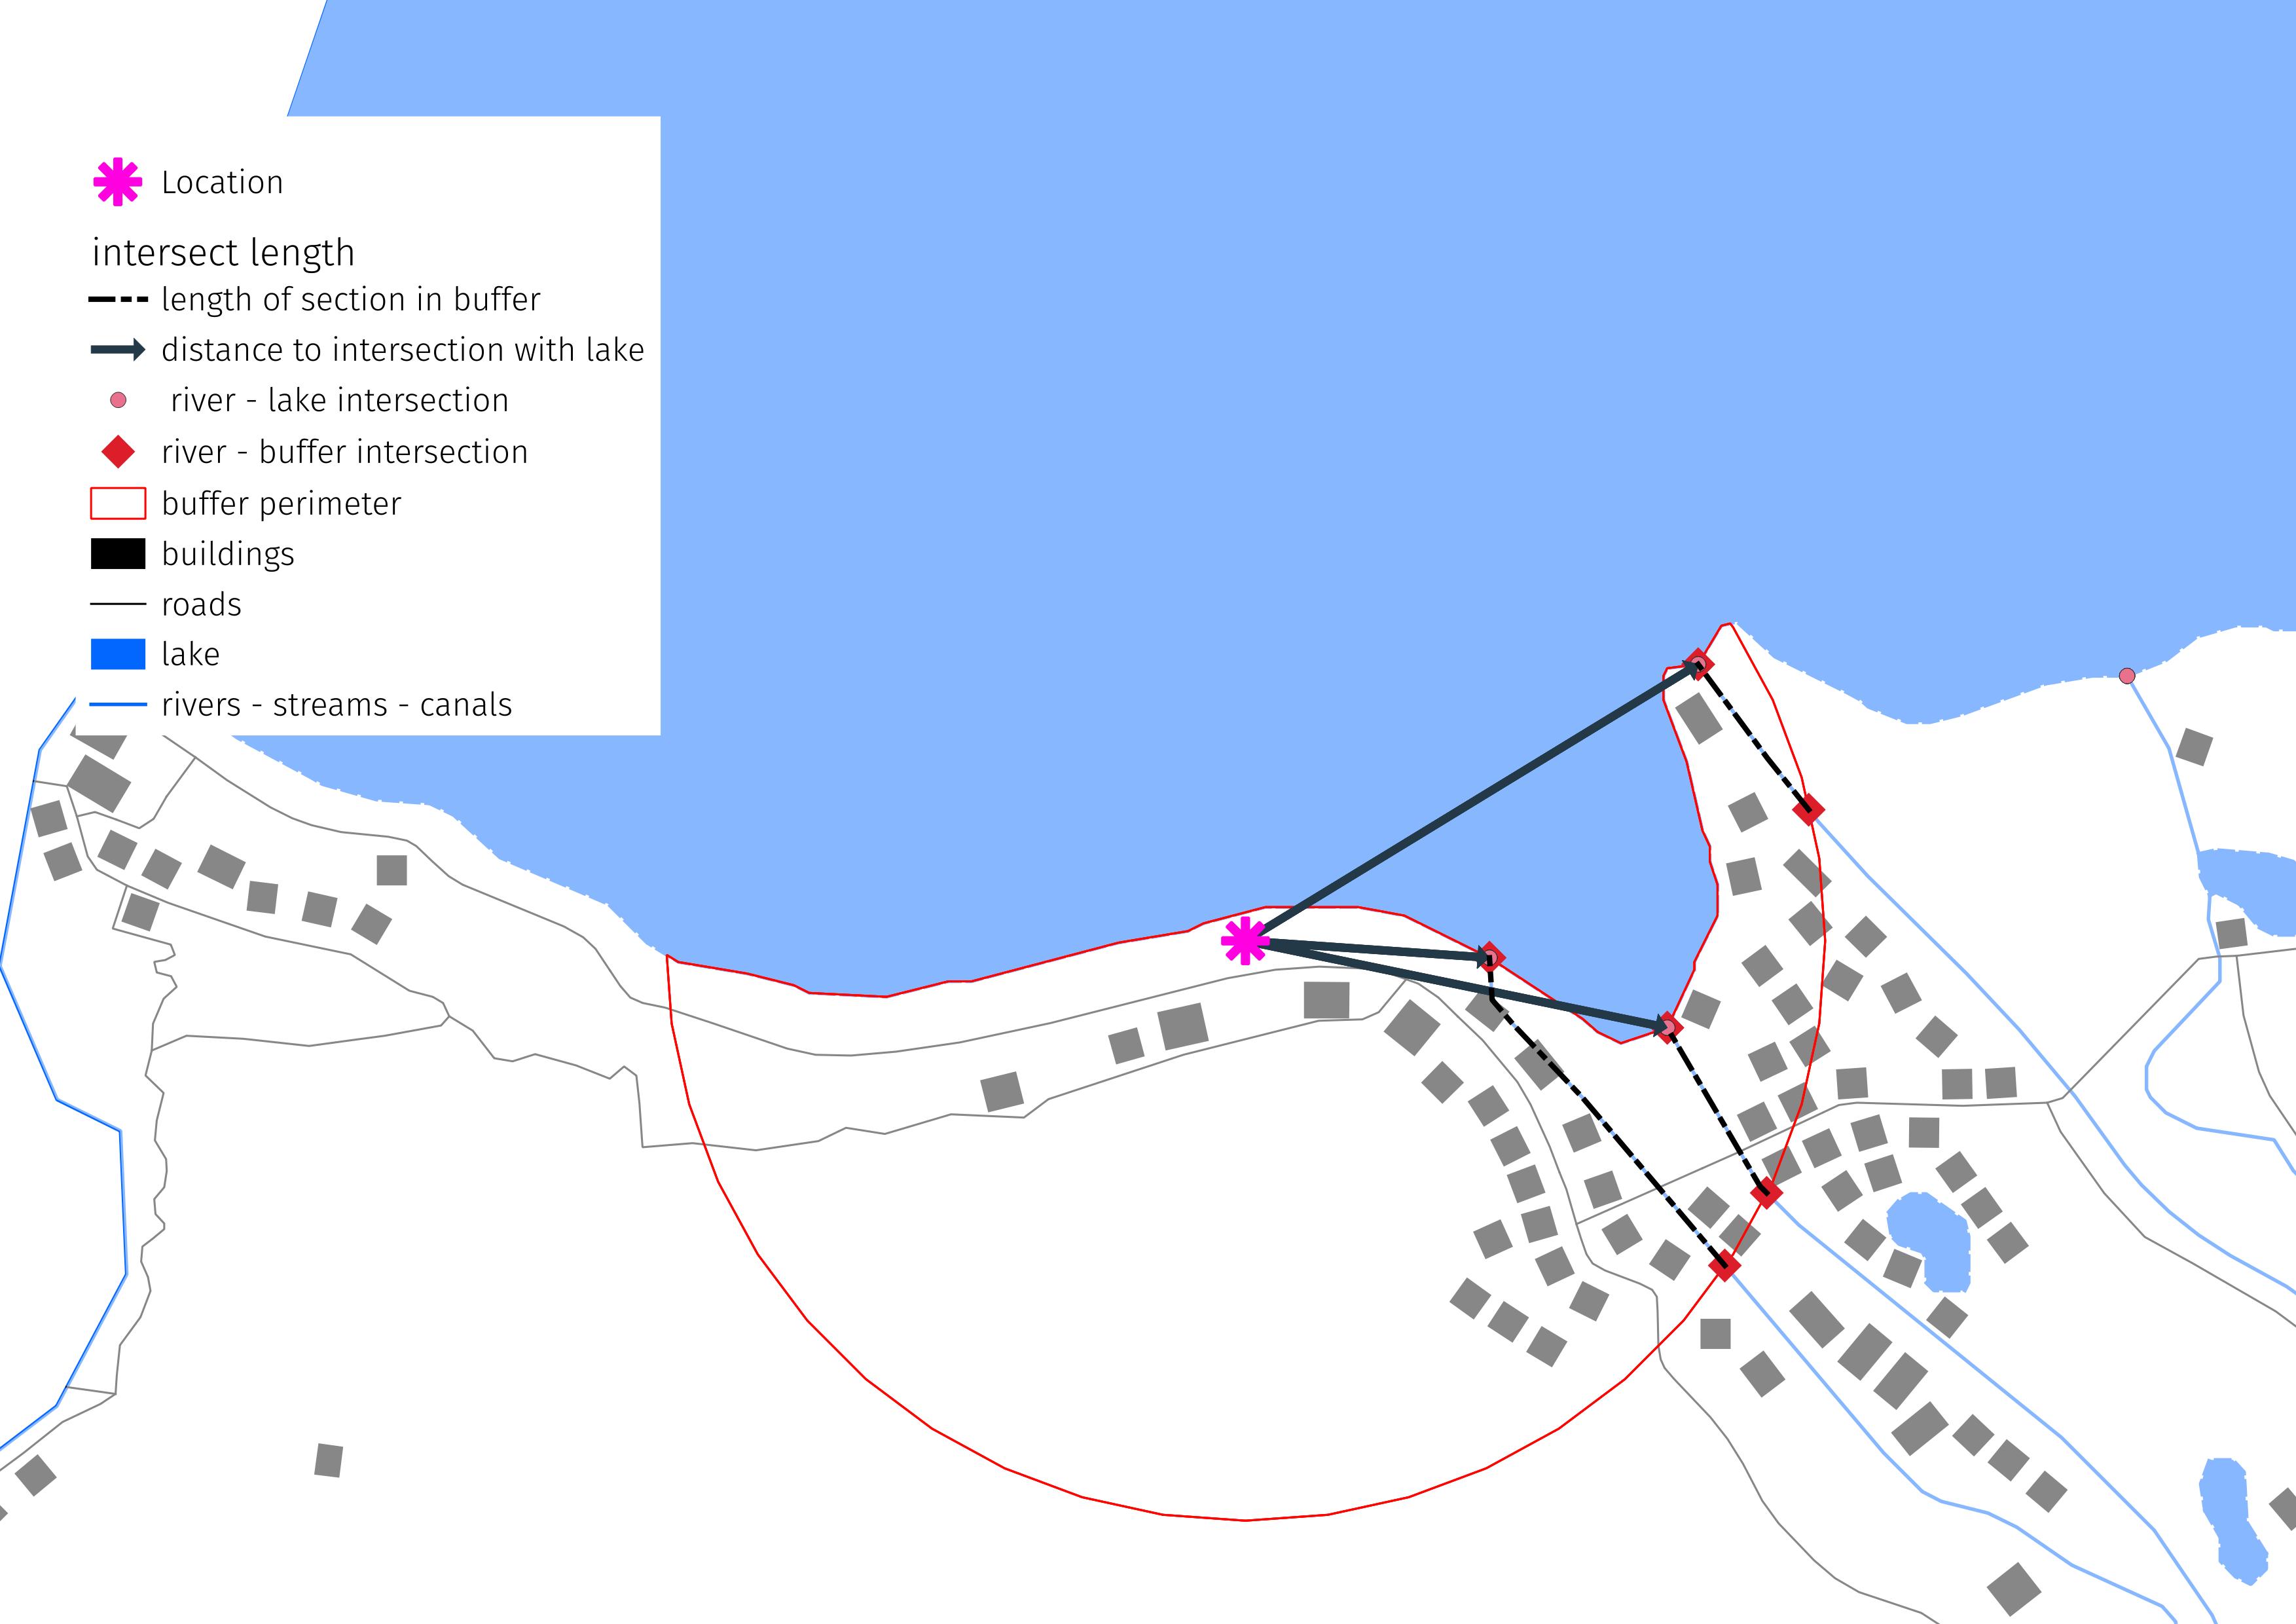 Location
intersect length
length of section in buffer
distance to intersection with lake
river - lake intersection
river - buffer intersection
buffer perimeter
buildings
roads
lake
rivers - streams - canals